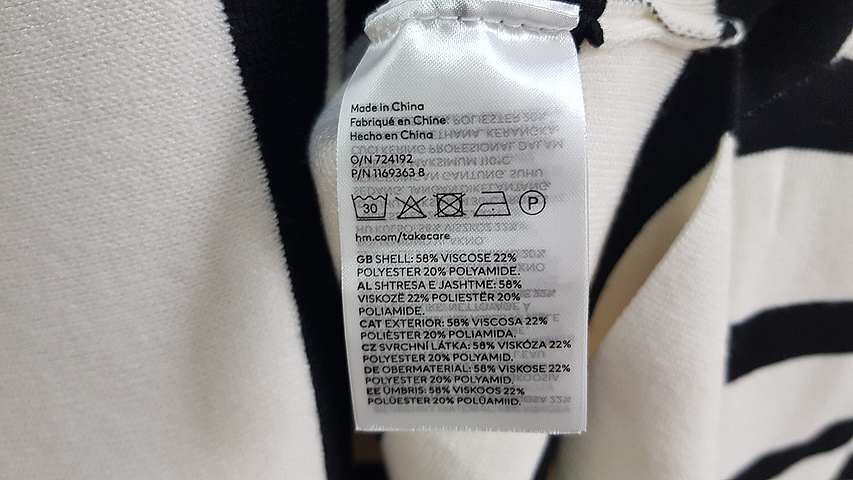 Made in China
Fabriqué en Chine
Hecho en China
O/N 724192
P/N 1169363 8
30
P
hm.com/takecare
GB SHELL: 58% VISCOSE 22%
POLYESTER 20% POLYAMIDE.
AL SHTRESA E JASHTME: 58%
VISKOZË 22% POLIESTËR 20%
POLIAMIDE.
CAT EXTERIOR: 58% VISCOSA 22%
POLIÈSTER 20% POLIAMIDA.
CZ SVRCHNÍ LÁTKA: 58% VISKÓZA 22%
POLYESTER 20% POLYAMID.
DE OBERMATERIAL: 58% VISKOSE 22%
POLYESTER 20% POLYAMID.
EE ÜMBRIS: 58% VISKOOS 22%
POLÜESTER 20% POLÜAMIID.